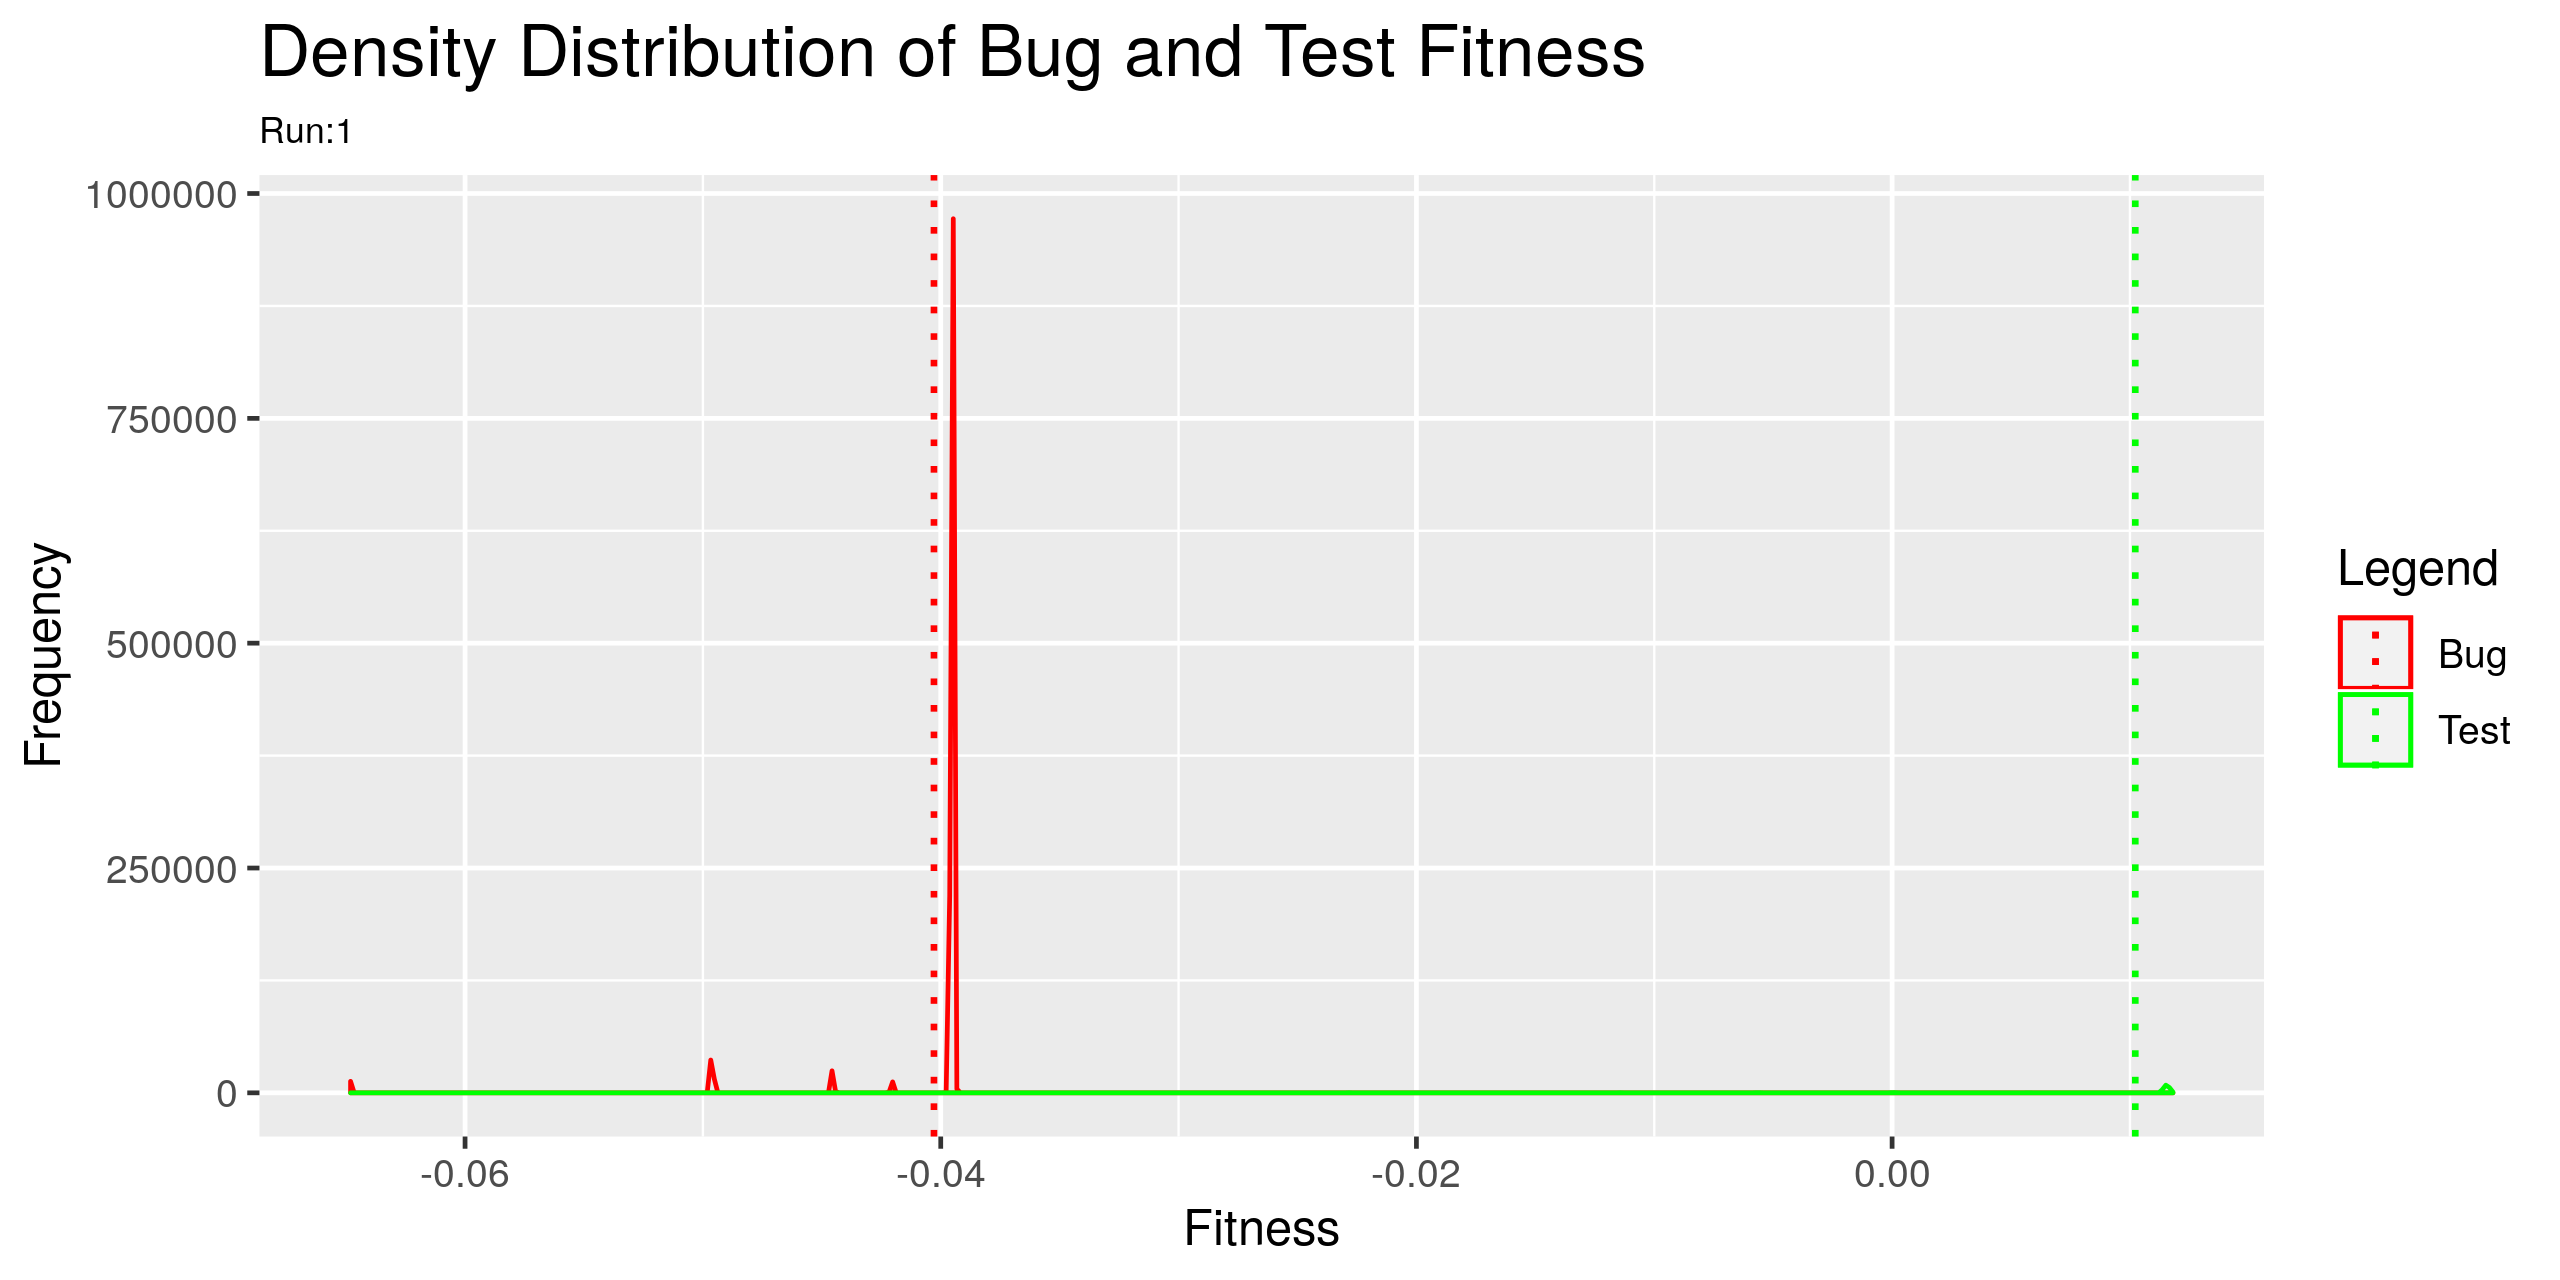 Density Distribution of Bug and Test Fitness
Run:1
1000000
750000
500000
250000
0
Frequency
-0.06
-0.04
-0.02
0.00
Fitness
Legend
Bug
Test